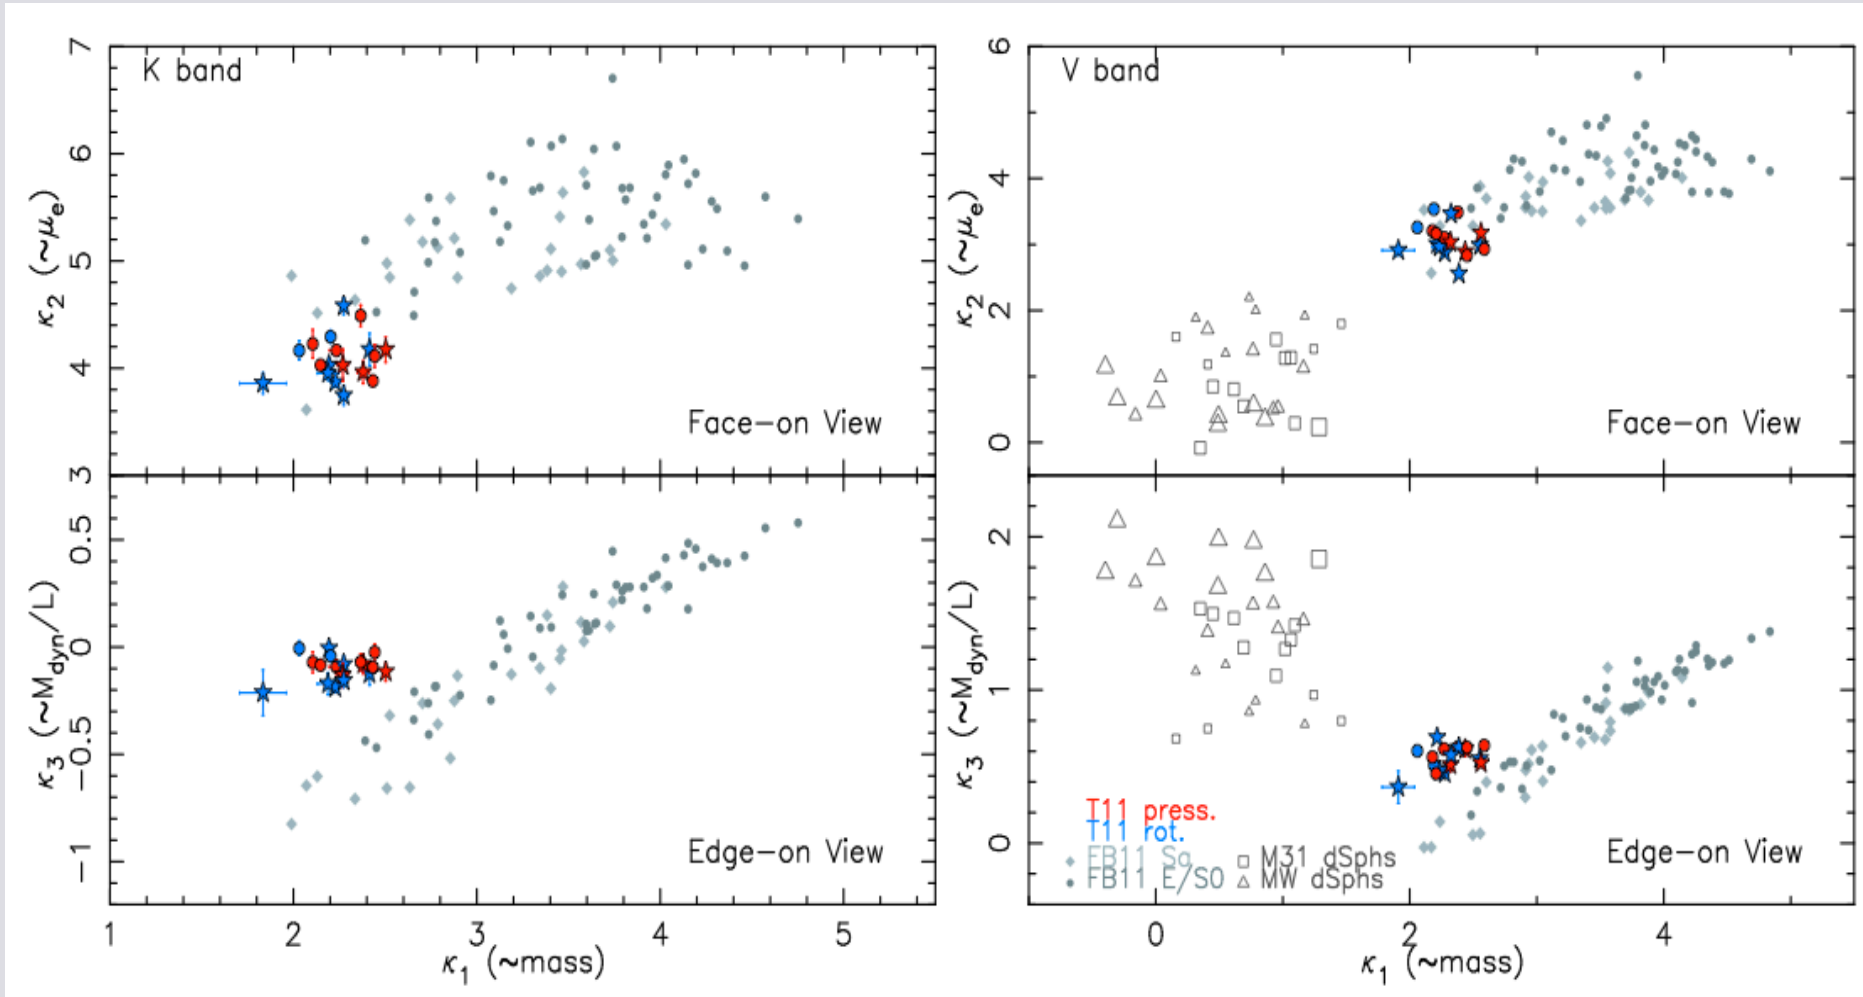 K band
7
6
5
4
3
κ2 (~μe)
Face-on View
V band
6
4
2
0
κ2 (~μe)
Face-on View
0.5
0
-0.5
-1
κ3 (~Mdyn/L)
Edge-on View
1 2 3 4 5
κ1 (~mass)
2
1
0
κ3 (~Mdyn/L)
T11 press.
T11 rot.
FB11 Sa
FB11 E/S0
M31 dSphs
MW dSphs
Edge-on View
0 2 4
κ1 (~mass)